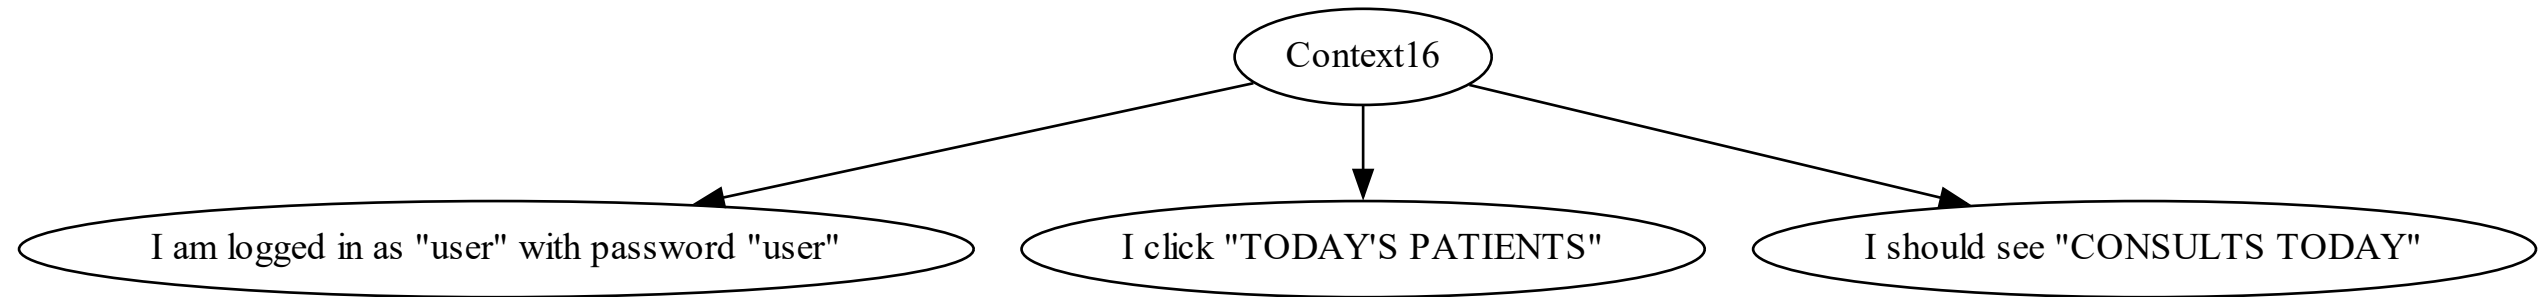 Context16
I am logged in as "user" with password "user"
I click "TODAY'S PATIENTS"
I should see "CONSULTS TODAY"